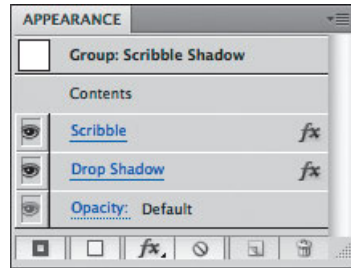 APPEARANCE
Group: Scribble Shadow
Contents
Scribble fx
Drop Shadow fx
Opacity: Default
fx